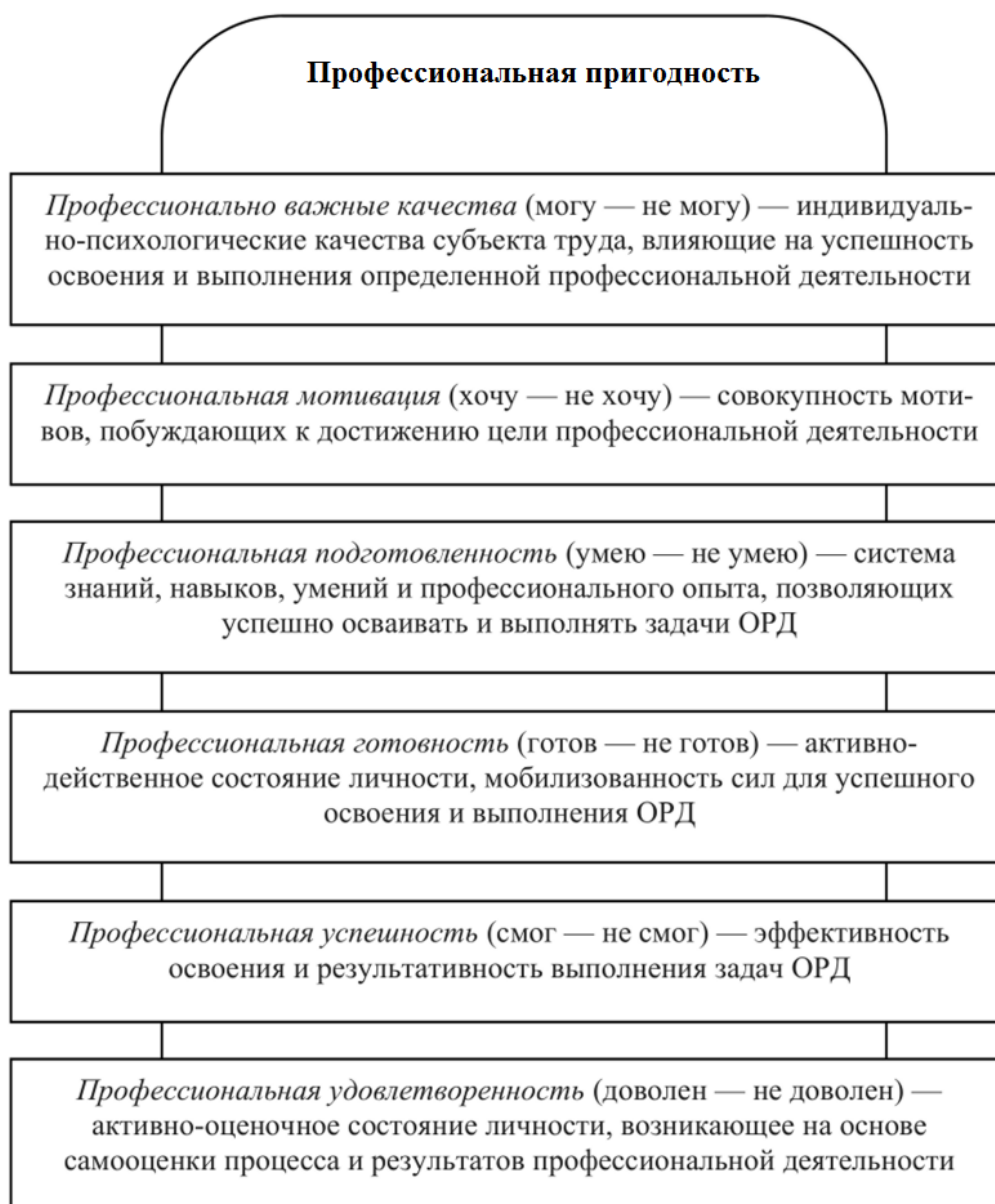 Профессиональная пригодность
Профессионально важные качества (могу — не могу) — индивидуаль-
но-психологические качества субъекта труда, влияющие на успешность
освоения и выполнения определенной профессиональной деятельности
Профессиональная мотивация (хочу — не хочу) — совокупность моти-
вов, побуждающих к достижению цели профессиональной деятельности
Профессиональная подготовленность (умею — не умею) — система
знаний, навыков, умений и профессионального опыта, позволяющих
успешно осваивать и выполнять задачи ОРД
Профессиональная готовность (готов — не готов) — активно-
действенное состояние личности, мобилизованность сил для успешного
освоения и выполнения ОРД
Профессиональная успешность (смог — не смог) — эффективность
освоения и результативность выполнения задач ОРД
Профессиональная удовлетворенность (доволен — не доволен) —
активно-оценочное состояние личности, возникающее на основе
самооценки процесса и результатов профессиональной деятельности